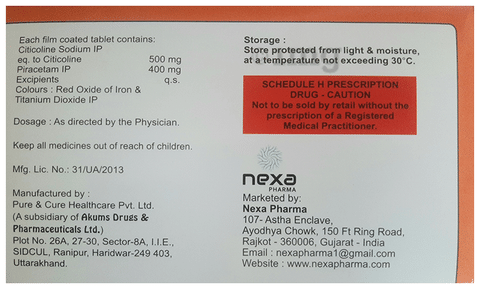 Each film coated tablet contains:
Citicoline Sodium IP
eq. to Citicoline 500 mg
Piracetam IP 400 mg
Excipients q.s.
Colours : Red Oxide of Iron &
Titanium Dioxide IP
Dosage : As directed by the Physician.
Keep all medicines out of reach of children.
Mfg. Lic. No.: 31/UA/2013
Manufactured by :
Pure & Cure Healthcare Pvt. Ltd.
(A subsidiary of Akums Drugs &
Pharmaceuticals Ltd.)
Plot No. 26A, 27-30, Sector-8A, I.I.E.,
SIDCUL, Ranipur, Haridwar-249 403,
Uttarakhand.
Storage :
Store protected from light & moisture,
at a temperature not exceeding 30°C.
SCHEDULE H PRESCRIPTION
DRUG - CAUTION
Not to be sold by retail without the
prescription of a Registered
Medical Practitioner.
nexa
PHARMA
Marketed by:
Nexa Pharma
107- Astha Enclave,
Ayodhya Chowk, 150 Ft Ring Road,
Rajkot - 360006, Gujarat - India
Email : nexapharma1@gmail.com
Website : www.nexapharma.com